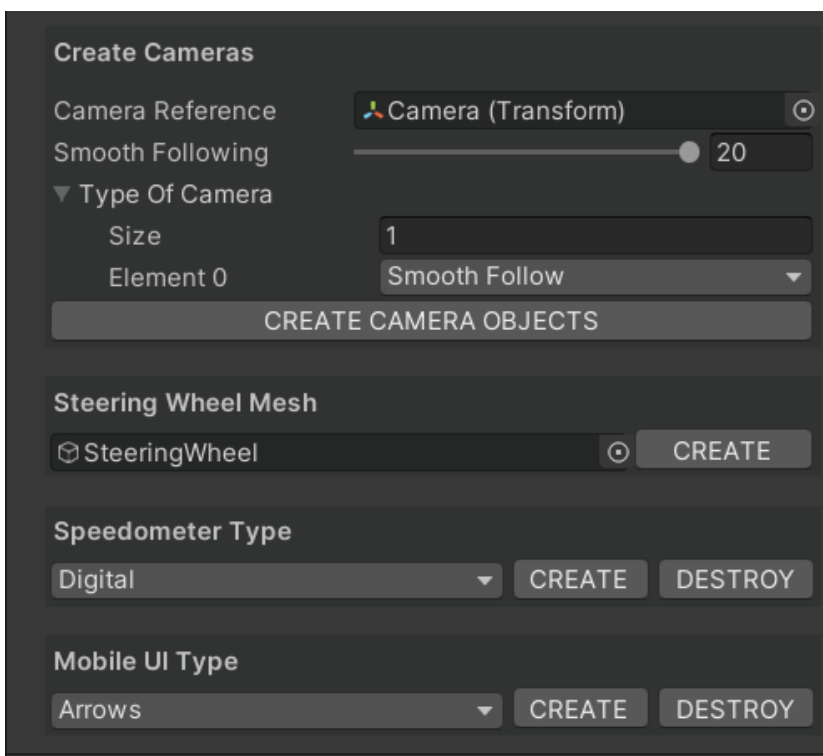 Create Cameras
Camera Reference Camera (Transform)
Smooth Following 20
Type Of Camera
Size 1
Element 0 Smooth Follow
CREATE CAMERA OBJECTS
Steering Wheel Mesh
SteeringWheel CREATE
Speedometer Type
Digital CREATE DESTROY
Mobile UI Type
Arrows CREATE DESTROY